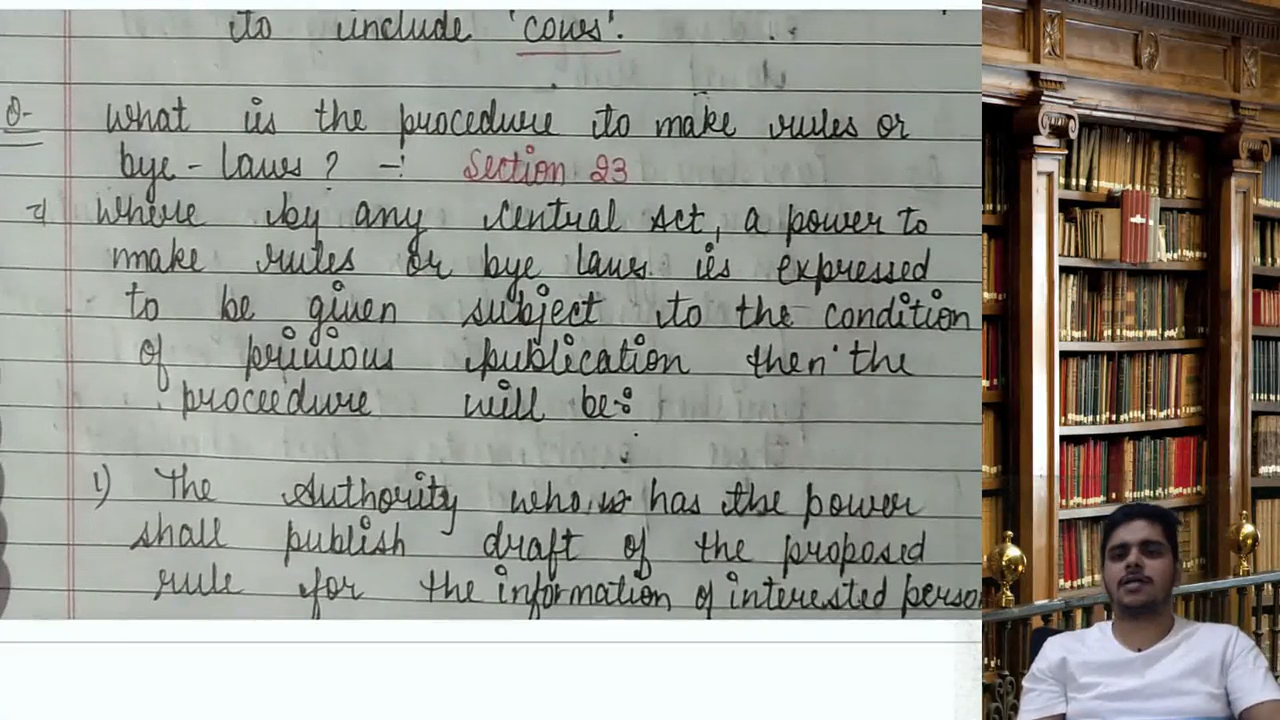 to include 'cows'.
Q- What is the procedure to make rules or
bye-laws? -: Section 23
→ Where by any central Act, a power to
make rules or bye laws is expressed
to be given subject to the condition
of privious publication then the
procedure will be:
1) The Authority who has the power
shall publish draft of the proposed
rule for the information of interested person